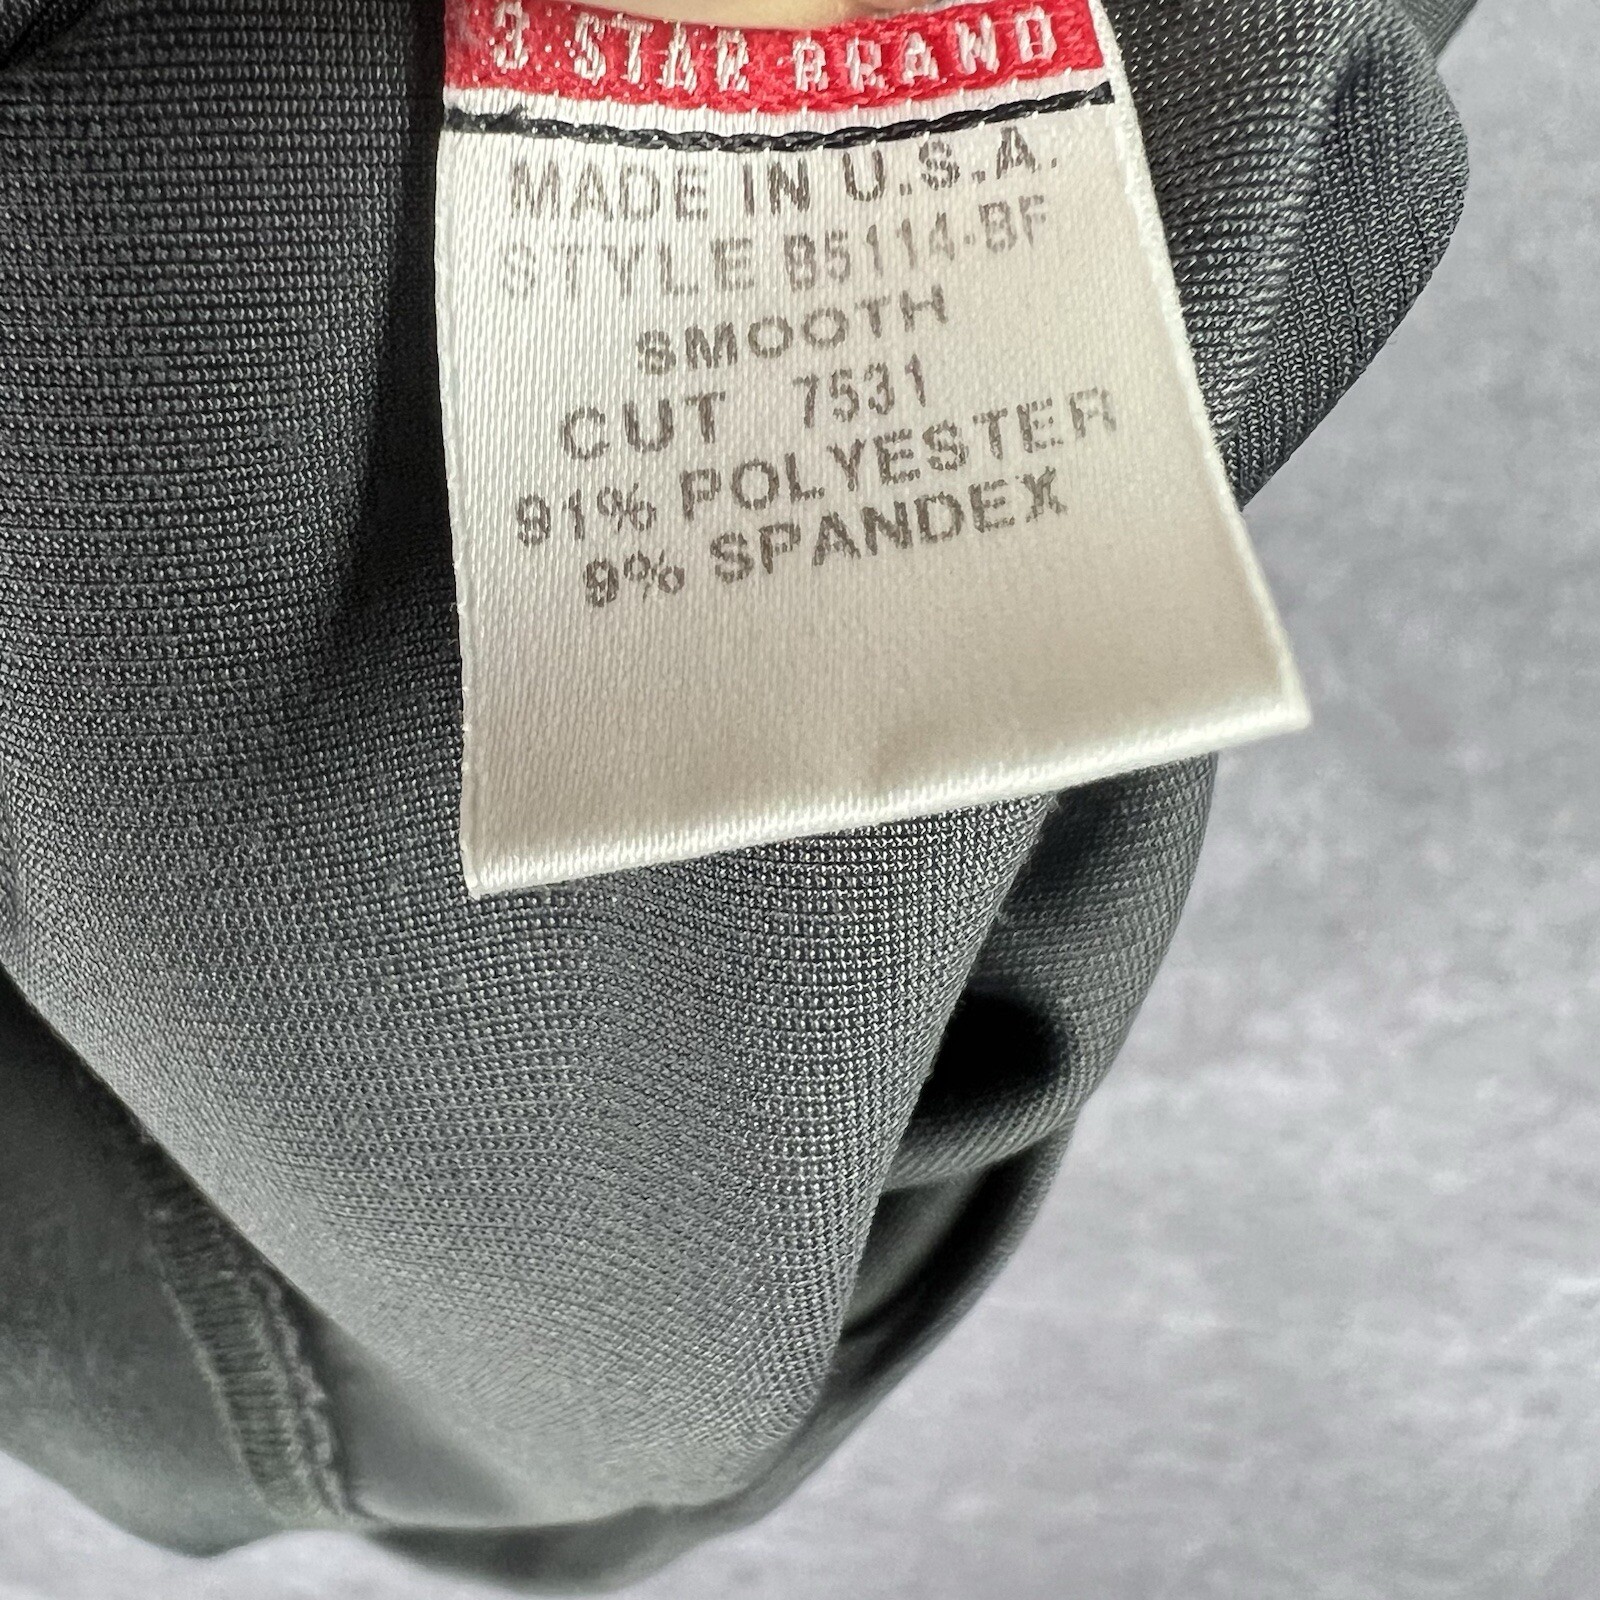 3 STAR BRAND
MADE IN U.S.A.
STYLE B5114-BF
SMOOTH
CUT 7531
91% POLYESTER
9% SPANDEX